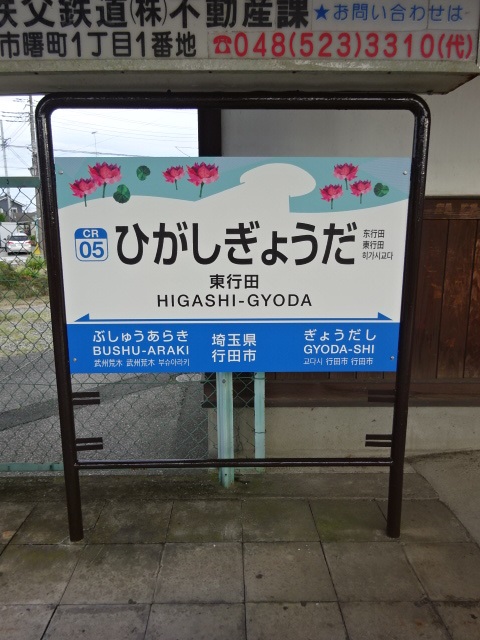 秩父鉄道(株)不動産課 ★お問い合わせは
市曙町1丁目1番地 ☎048(523)3310(代)
CR
05
ひがしぎょうだ
东行田
東行田
히가시교다
東行田
HIGASHI-GYODA
ぶしゅうあらき
BUSHU-ARAKI
武州荒木 武州荒木 부슈아라키
埼玉県
行田市
ぎょうだし
GYODA-SHI
교다시 行田市 行田市